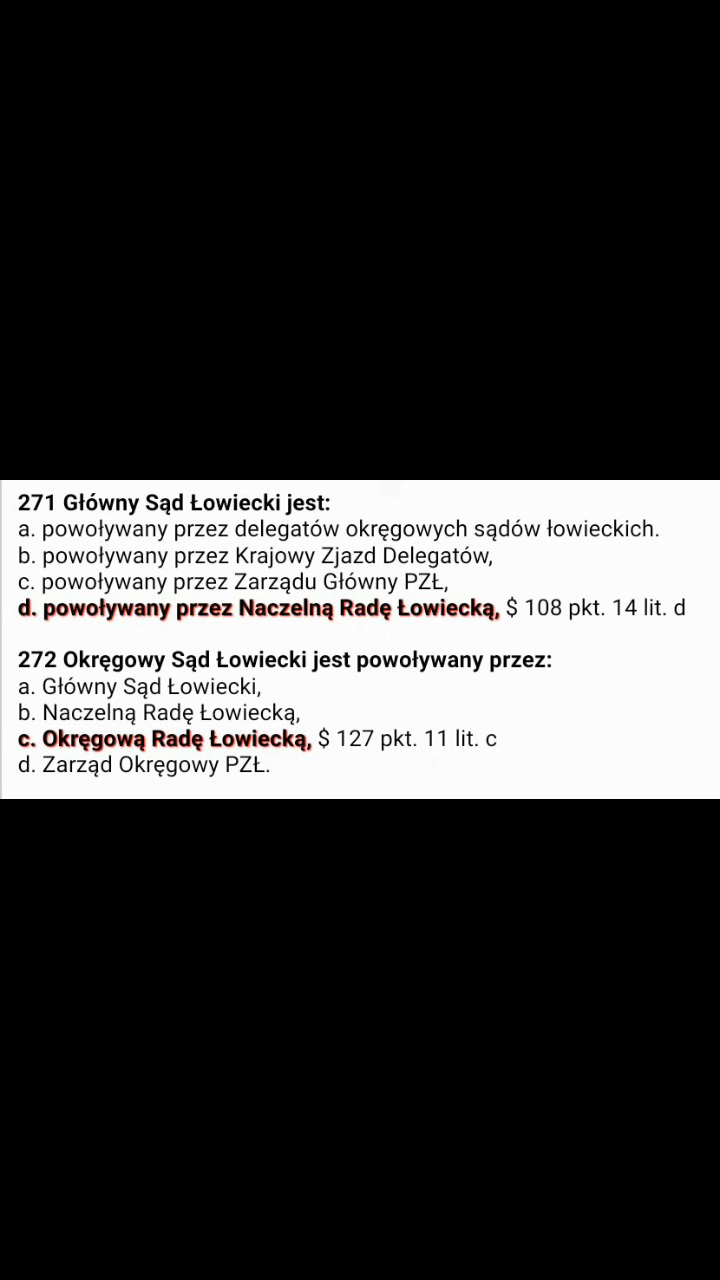 271 Główny Sąd Łowiecki jest:
a. powoływany przez delegatów okręgowych sądów łowieckich.
b. powoływany przez Krajowy Zjazd Delegatów,
c. powoływany przez Zarządu Główny PZŁ,
d. powoływany przez Naczelną Radę Łowiecką, $ 108 pkt. 14 lit. d
272 Okręgowy Sąd Łowiecki jest powoływany przez:
a. Główny Sąd Łowiecki,
b. Naczelną Radę Łowiecką,
c. Okręgową Radę Łowiecką, $ 127 pkt. 11 lit. c
d. Zarząd Okręgowy PZŁ.